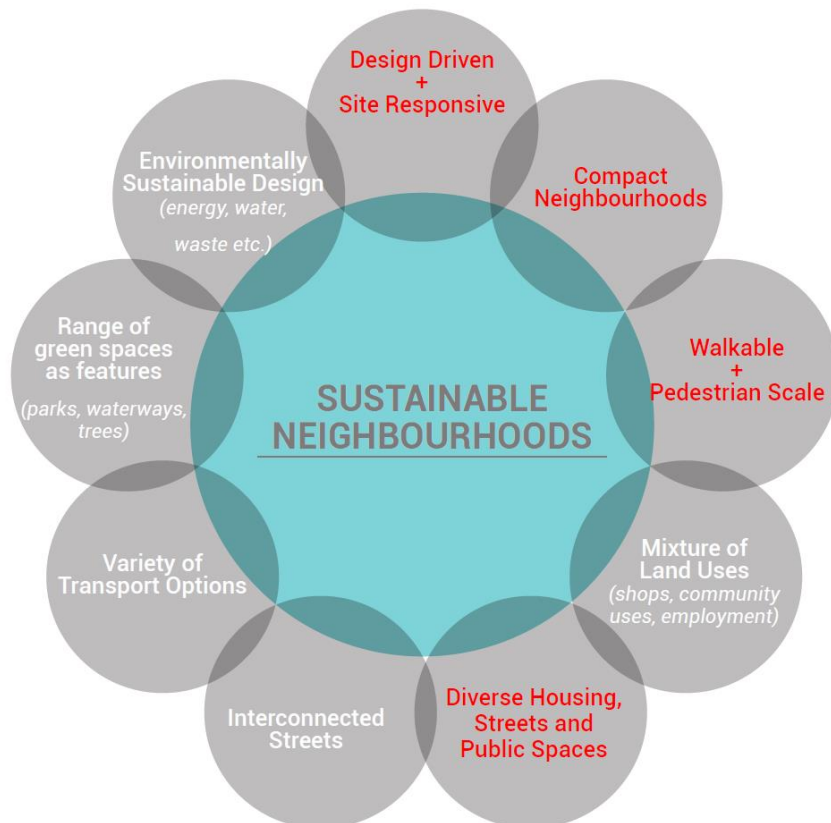 Design Driven
+
Site Responsive
Compact
Neighbourhoods
Walkable
+
Pedestrian Scale
Mixture of
Land Uses
(shops, community
uses, employment)
Diverse Housing,
Streets and
Public Spaces
Interconnected
Streets
Variety of
Transport Options
Range of
green spaces
as features
(parks, waterways,
trees)
Environmentally
Sustainable Design
(energy, water,
waste etc.)
SUSTAINABLE
NEIGHBOURHOODS